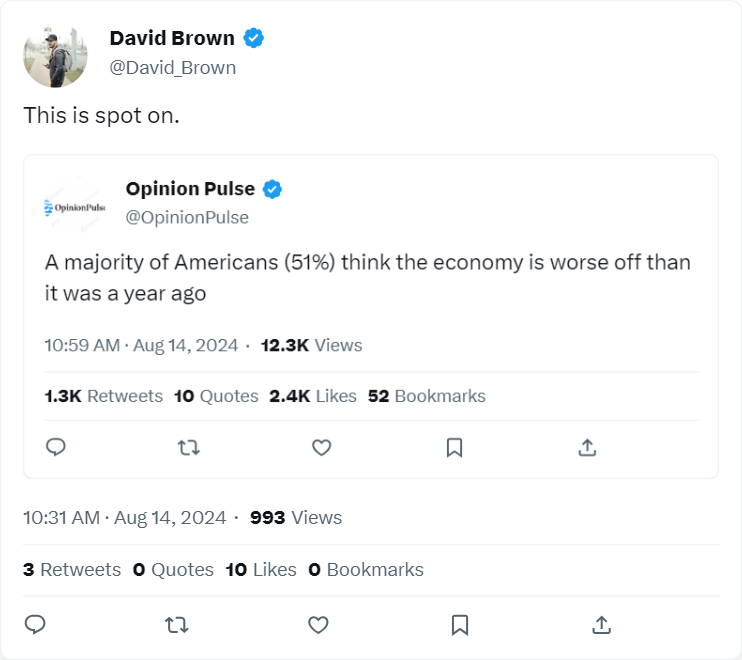 David Brown
@David_Brown
This is spot on.
OpinionPulse
Opinion Pulse
@OpinionPulse
A majority of Americans (51%) think the economy is worse off than
it was a year ago
10:59 AM · Aug 14, 2024 · 12.3K Views
1.3K Retweets 10 Quotes 2.4K Likes 52 Bookmarks
10:31 AM · Aug 14, 2024 · 993 Views
3 Retweets 0 Quotes 10 Likes 0 Bookmarks